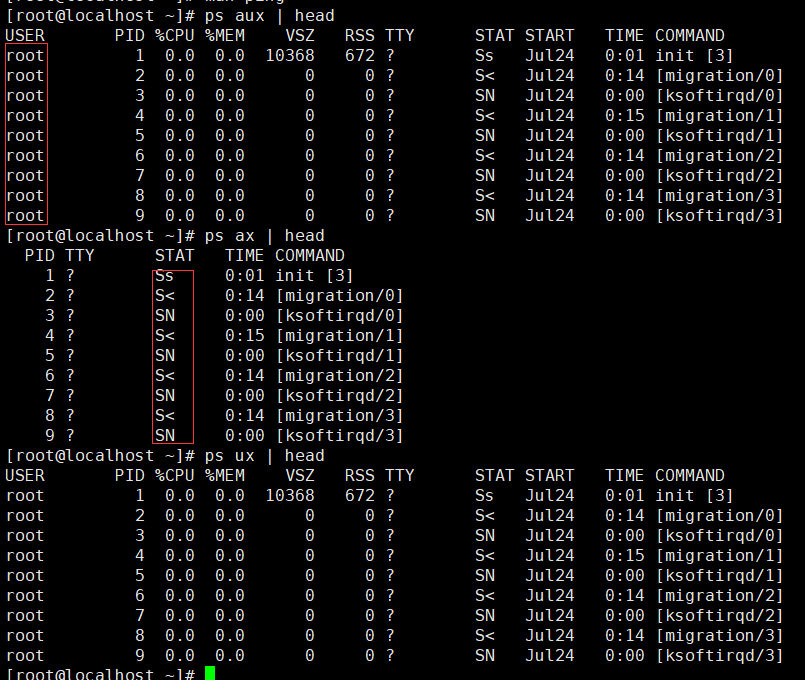 [root@localhost ~]# man ping
[root@localhost ~]# ps aux | head
USER       PID %CPU %MEM    VSZ   RSS TTY      STAT START   TIME COMMAND
root         1  0.0  0.0  10368   672 ?        Ss   Jul24   0:01 init [3]
root         2  0.0  0.0      0     0 ?        S<   Jul24   0:14 [migration/0]
root         3  0.0  0.0      0     0 ?        SN   Jul24   0:00 [ksoftirqd/0]
root         4  0.0  0.0      0     0 ?        S<   Jul24   0:15 [migration/1]
root         5  0.0  0.0      0     0 ?        SN   Jul24   0:00 [ksoftirqd/1]
root         6  0.0  0.0      0     0 ?        S<   Jul24   0:14 [migration/2]
root         7  0.0  0.0      0     0 ?        SN   Jul24   0:00 [ksoftirqd/2]
root         8  0.0  0.0      0     0 ?        S<   Jul24   0:14 [migration/3]
root         9  0.0  0.0      0     0 ?        SN   Jul24   0:00 [ksoftirqd/3]
[root@localhost ~]# ps ax | head
  PID TTY      STAT   TIME COMMAND
    1 ?        Ss     0:01 init [3]
    2 ?        S<     0:14 [migration/0]
    3 ?        SN     0:00 [ksoftirqd/0]
    4 ?        S<     0:15 [migration/1]
    5 ?        SN     0:00 [ksoftirqd/1]
    6 ?        S<     0:14 [migration/2]
    7 ?        SN     0:00 [ksoftirqd/2]
    8 ?        S<     0:14 [migration/3]
    9 ?        SN     0:00 [ksoftirqd/3]
[root@localhost ~]# ps ux | head
USER       PID %CPU %MEM    VSZ   RSS TTY      STAT START   TIME COMMAND
root         1  0.0  0.0  10368   672 ?        Ss   Jul24   0:01 init [3]
root         2  0.0  0.0      0     0 ?        S<   Jul24   0:14 [migration/0]
root         3  0.0  0.0      0     0 ?        SN   Jul24   0:00 [ksoftirqd/0]
root         4  0.0  0.0      0     0 ?        S<   Jul24   0:15 [migration/1]
root         5  0.0  0.0      0     0 ?        SN   Jul24   0:00 [ksoftirqd/1]
root         6  0.0  0.0      0     0 ?        S<   Jul24   0:14 [migration/2]
root         7  0.0  0.0      0     0 ?        SN   Jul24   0:00 [ksoftirqd/2]
root         8  0.0  0.0      0     0 ?        S<   Jul24   0:14 [migration/3]
root         9  0.0  0.0      0     0 ?        SN   Jul24   0:00 [ksoftirqd/3]
[root@localhost ~]#